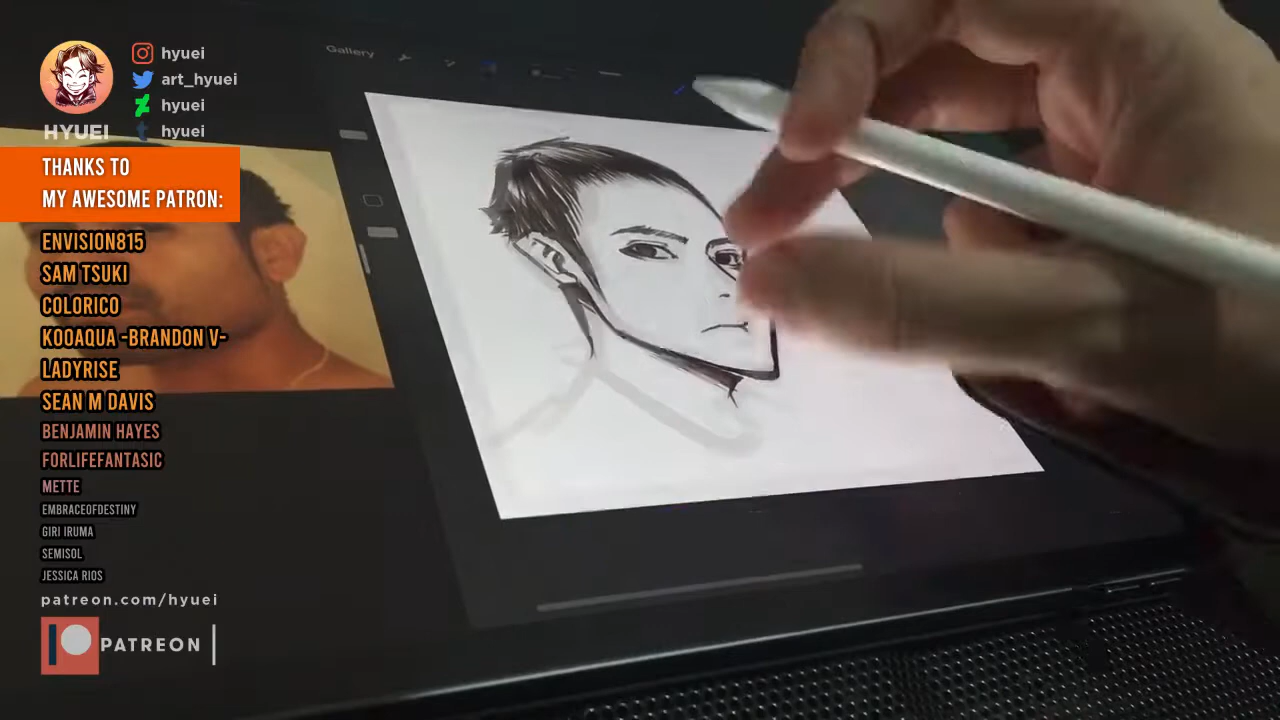 hyuei
art_hyuei
hyuei
hyuei
HYUEI
Gallery
THANKS TO
MY AWESOME PATRON:
ENVISION815
SAM TSUKI
COLORICO
KOOAQUA -BRANDON V-
LADYRISE
SEAN M DAVIS
BENJAMIN HAYES
FORLIFEFANTASIC
METTE
EMBRACEOFDESTINY
GIRI IRUMA
SEMISOL
JESSICA RIOS
patreon.com/hyuei
PATREON